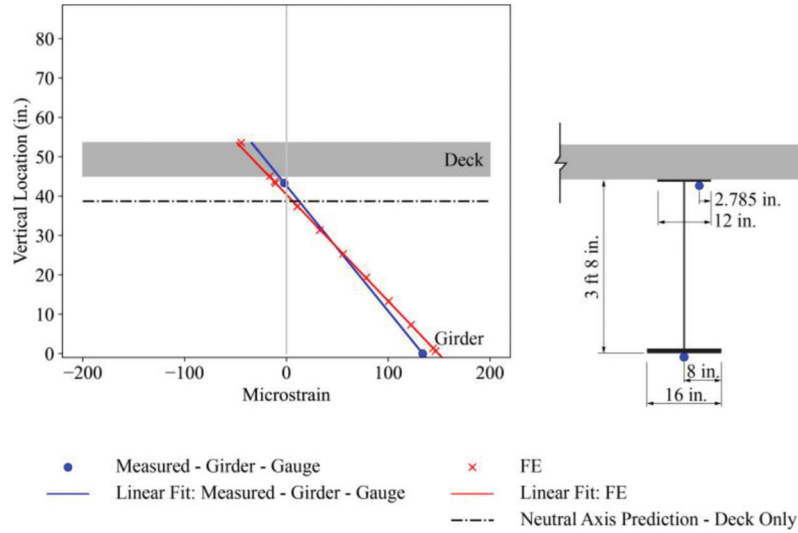 80
70
60
50
40
30
20
10
0
Vertical Location (in.)
Deck
Girder
−200
−100
0
100
200
Microstrain
3 ft 8 in.
2.785 in.
12 in.
8 in.
16 in.
Measured - Girder - Gauge
FE
Linear Fit: Measured - Girder - Gauge
Linear Fit: FE
Neutral Axis Prediction - Deck Only